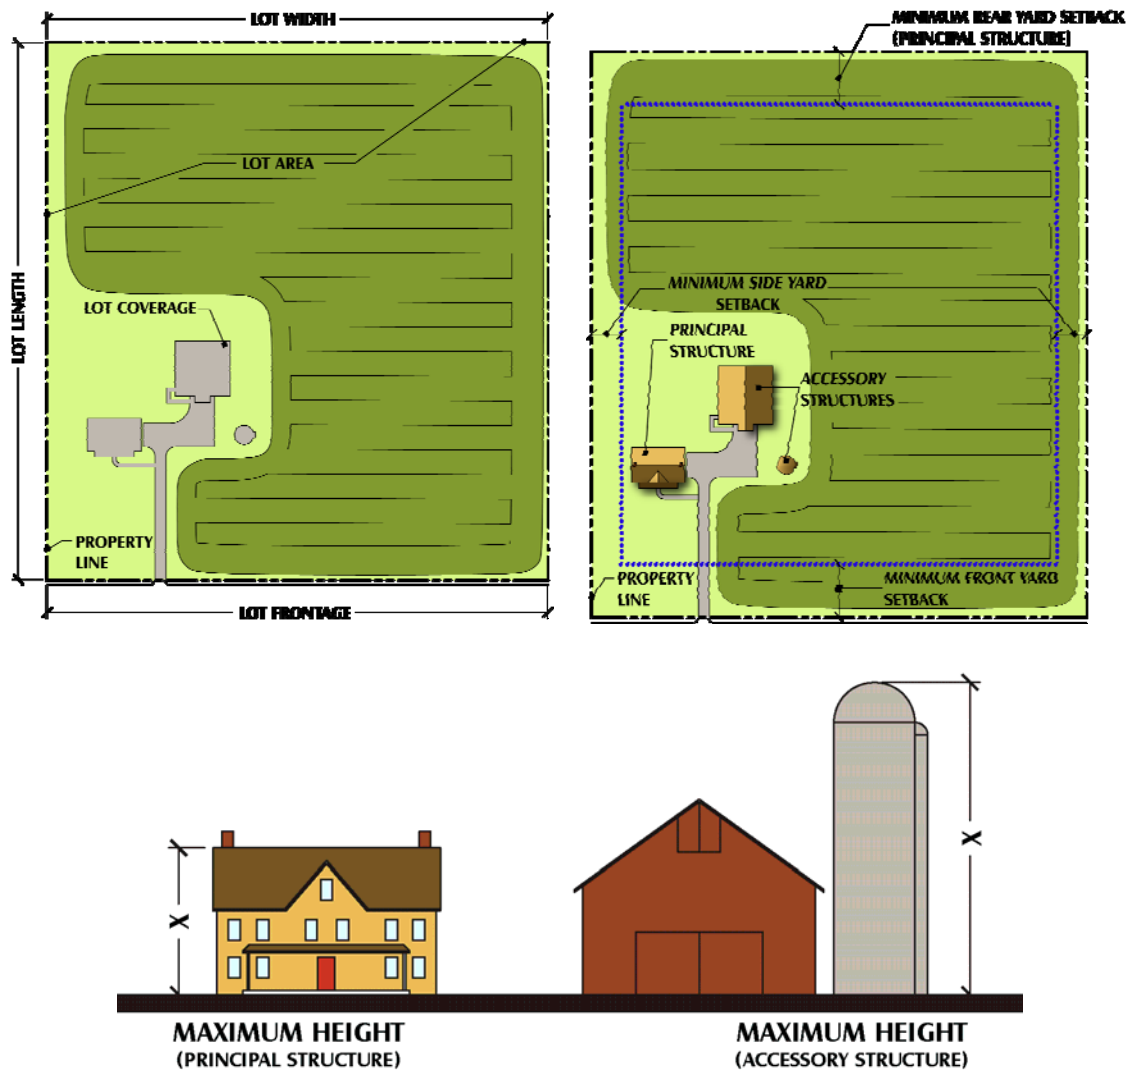 LOT WIDTH
LOT AREA
LOT LENGTH
LOT COVERAGE
PROPERTY
LINE
LOT FRONTAGE
MINIMUM REAR YARD SETBACK
(PRINCIPAL STRUCTURE)
MINIMUM SIDE YARD
SETBACK
PRINCIPAL
STRUCTURE
ACCESSORY
STRUCTURES
PROPERTY
LINE
MINIMUM FRONT YARD
SETBACK
X
X
MAXIMUM HEIGHT
(PRINCIPAL STRUCTURE)
MAXIMUM HEIGHT
(ACCESSORY STRUCTURE)